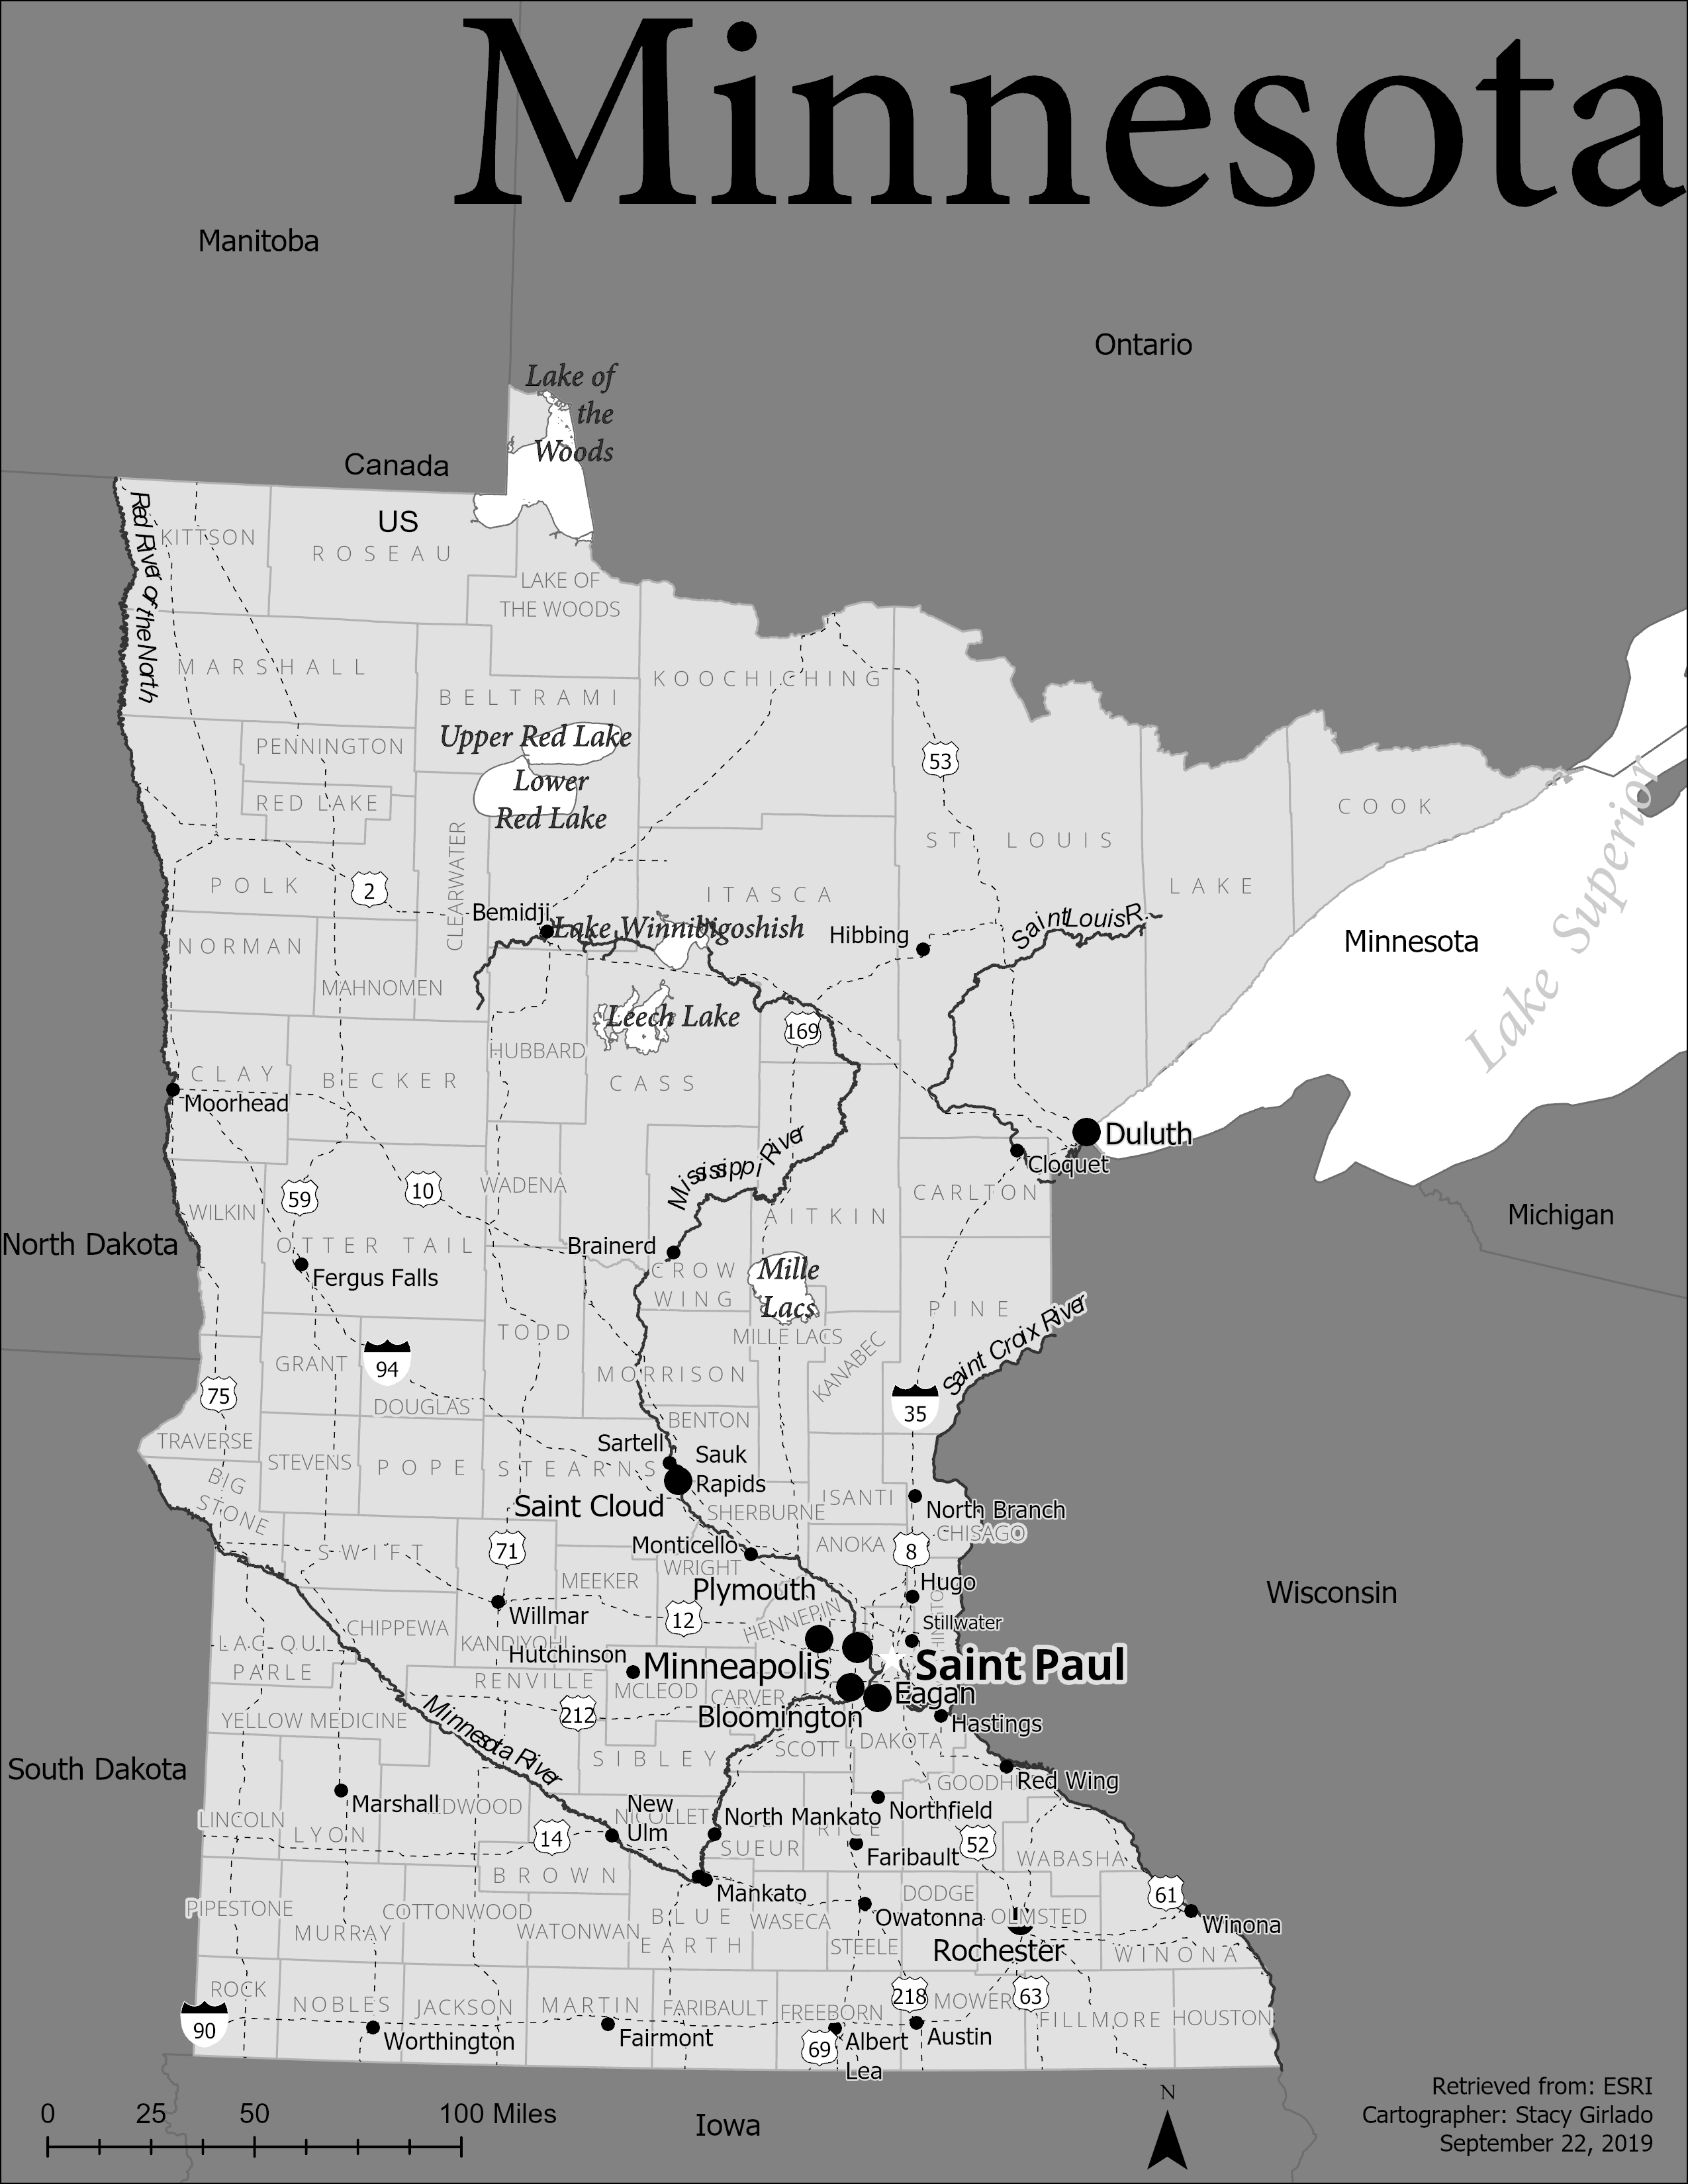 Minnesota
Manitoba
Ontario
Lake of
the
Woods
Canada
US
Red River of the North
KITTSON
ROSEAU
LAKE OF
THE WOODS
MARSHALL
BELTRAMI
KOOCHICHING
PENNINGTON
Upper Red Lake
53
Lower
Red Lake
RED LAKE
COOK
ST LOUIS
CLEARWATER
POLK
2
ITASCA
LAKE
Lake Superior
Bemidji
Lake Winnibigoshish
Hibbing
Saint Louis R.
Minnesota
NORMAN
MAHNOMEN
Leech Lake
169
HUBBARD
CLAY
BECKER
CASS
Moorhead
Duluth
Cloquet
Mississippi River
WADENA
59
10
CARLTON
WILKIN
AITKIN
Michigan
North Dakota
OTTER TAIL
Brainerd
Fergus Falls
CROW
WING
Mille
Lacs
PINE
Saint Croix River
TODD
MILLE LACS
GRANT
94
KANABEC
MORRISON
75
DOUGLAS
35
BENTON
TRAVERSE
Sartell
Sauk
Rapids
STEVENS
POPE
STEARNS
BIG
STONE
Saint Cloud
SHERBURNE
ISANTI
North Branch
CHISAGO
Monticello
ANOKA
8
SWIFT
71
WRIGHT
MEEKER
Plymouth
Hugo
Wisconsin
Willmar
12
HENNEPIN
Stillwater
CHIPPEWA
LAC QUI
PARLE
KANDIYOHI
Hutchinson
Minneapolis
Saint Paul
RENVILLE
MCLEOD
CARVER
Eagan
212
Bloomington
Hastings
YELLOW MEDICINE
Minnesota River
SIBLEY
SCOTT
DAKOTA
South Dakota
GOODH
Red Wing
Marshall
DWOOD
New
Ulm
NICOLLET
North Mankato
Northfield
LINCOLN
LYON
14
SUEUR
RICE
Faribault
52
WABASHA
BROWN
Mankato
61
PIPESTONE
MURRAY
COTTONWOOD
WATONWAN
BLUE
EARTH
WASECA
Owatonna
DODGE
OLMSTED
Winona
STEELE
Rochester
WINONA
ROCK
NOBLES
JACKSON
MARTIN
FARIBAULT
FREEBORN
218
MOWER
63
FILLMORE
HOUSTON
90
Worthington
Fairmont
69
Albert
Lea
Austin
0 25 50 100 Miles
Iowa
N
Retrieved from: ESRI
Cartographer: Stacy Girlado
September 22, 2019